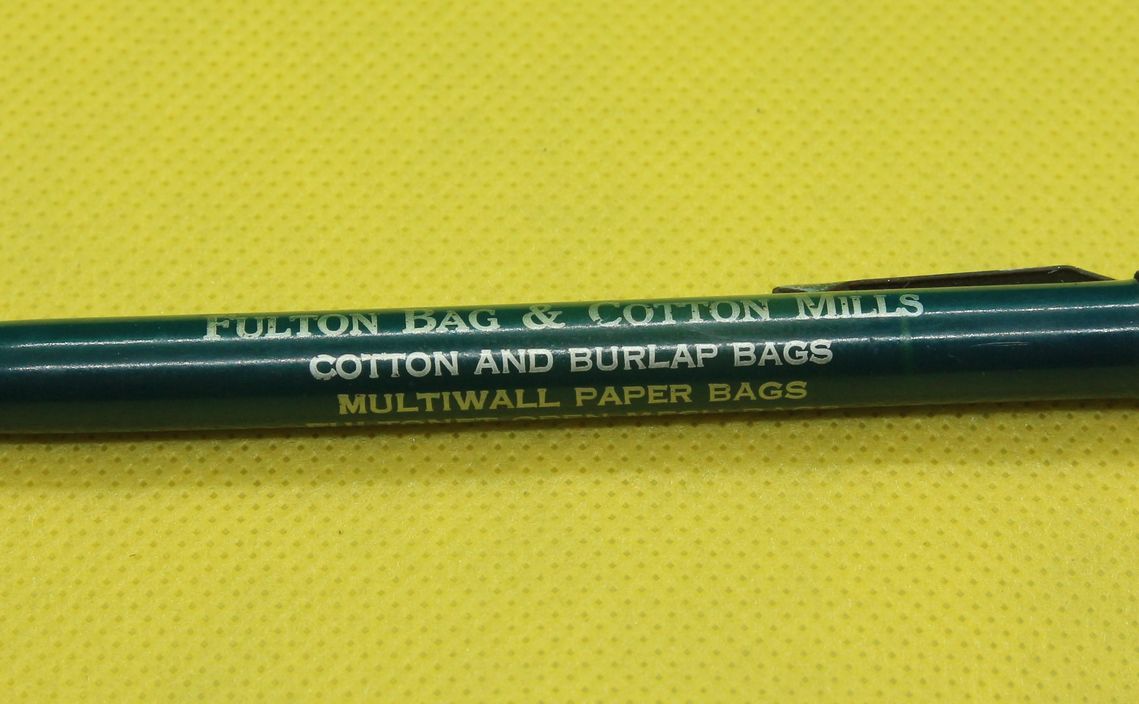 FULTON BAG & COTTON MILLS
COTTON AND BURLAP BAGS
MULTIWALL PAPER BAGS